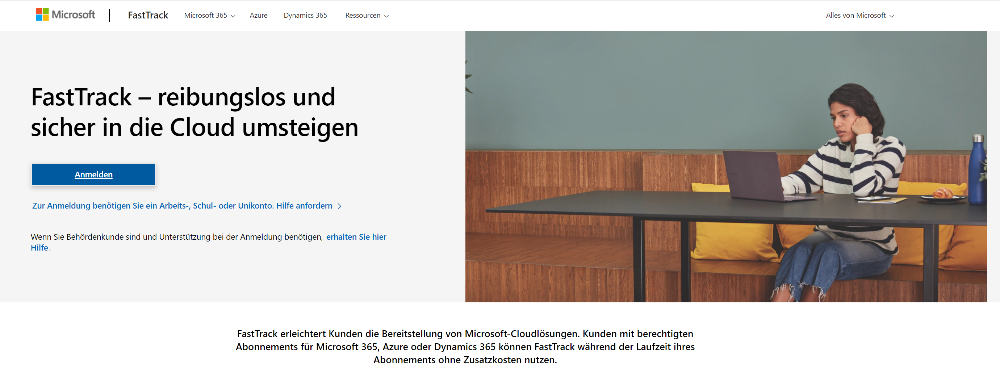 Microsoft
FastTrack
Microsoft 365
Azure
Dynamics 365
Ressourcen
Alles von Microsoft
FastTrack – reibungslos und
sicher in die Cloud umsteigen
Anmelden
Zur Anmeldung benötigen Sie ein Arbeits-, Schul- oder Unikonto. Hilfe anfordern
Wenn Sie Behördenkunde sind und Unterstützung bei der Anmeldung benötigen, erhalten Sie hier
Hilfe.
FastTrack erleichtert Kunden die Bereitstellung von Microsoft-Cloudlösungen. Kunden mit berechtigten
Abonnements für Microsoft 365, Azure oder Dynamics 365 können FastTrack während der Laufzeit ihres
Abonnements ohne Zusatzkosten nutzen.